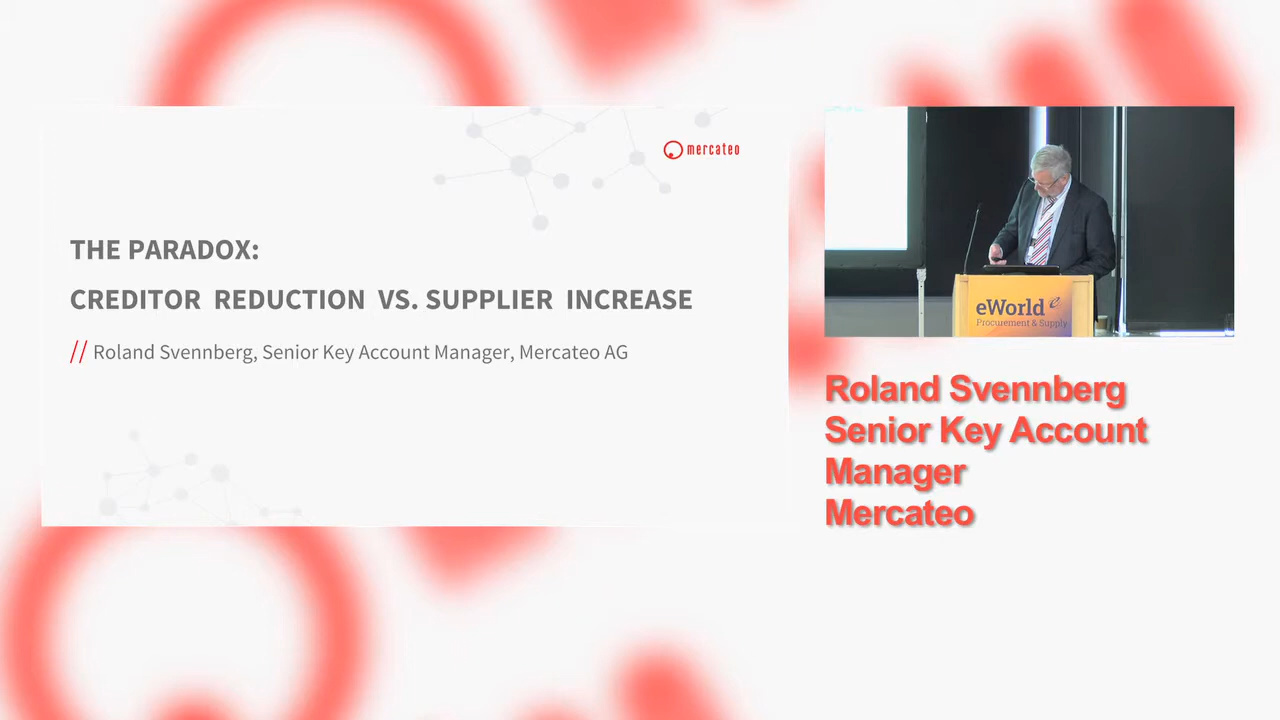 mercateo
THE PARADOX:
CREDITOR REDUCTION VS. SUPPLIER INCREASE
// Roland Svennberg, Senior Key Account Manager, Mercateo AG
eWorld e
Procurement & Supply
Roland Svennberg
Senior Key Account
Manager
Mercateo